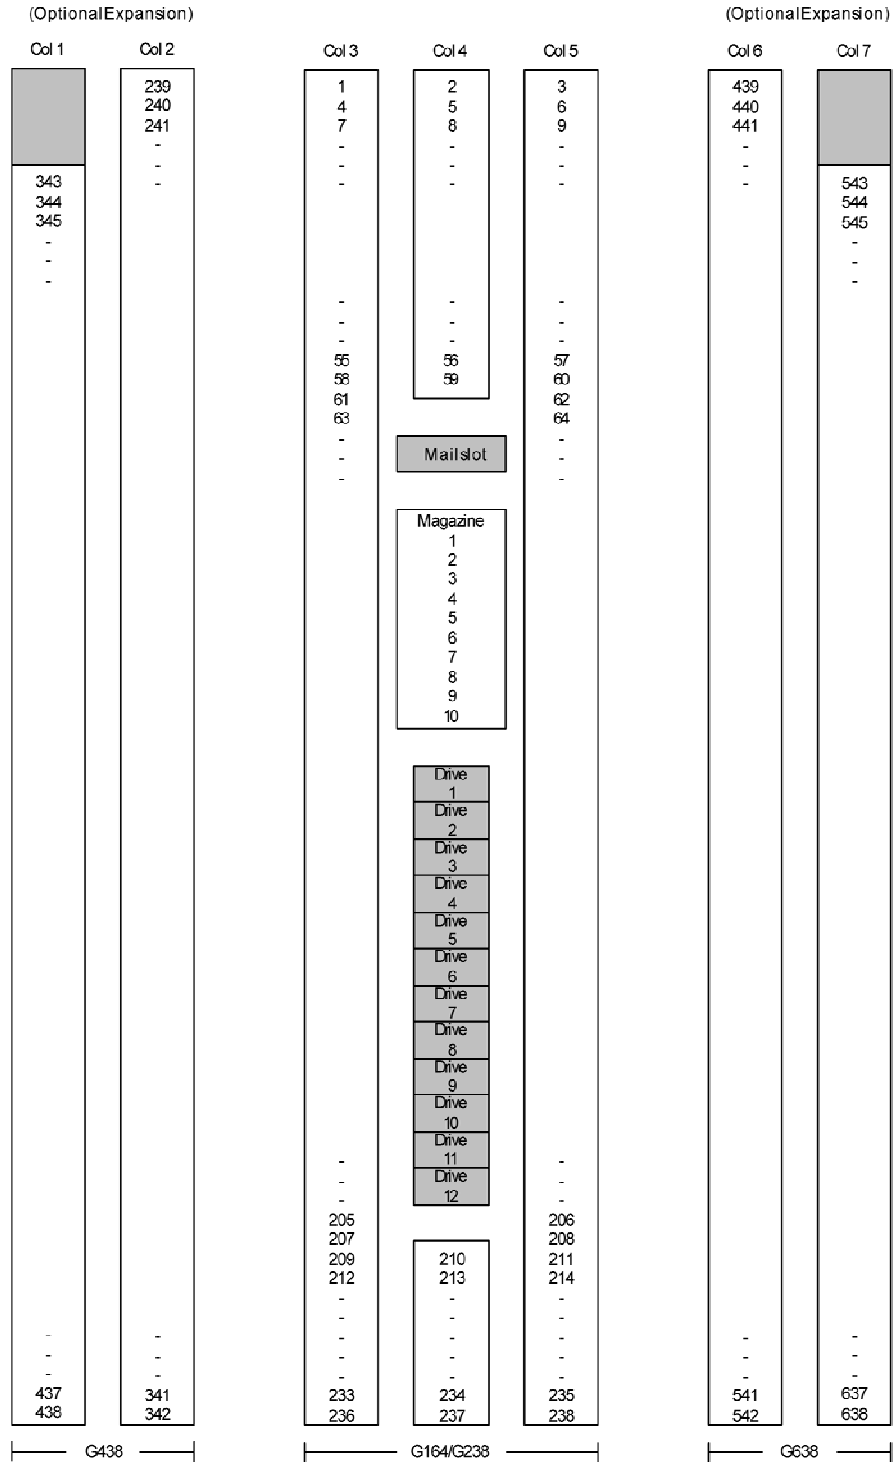 (Optional Expansion) (Optional Expansion)
Col 1 Col 2 Col 3 Col 4 Col 5 Col 6 Col 7
239 1 2 3 439
240 4 5 6 440
241 7 8 9 441
- - - - -
- - - - -
343 - - - - - 543
344 544
345 545
- -
- -
- -
- - -
- - -
- - -
55 56 57
58 59 60
61 62
63 64
- -
Mailslot
- -
- -
Magazine
1
2
3
4
5
6
7
8
9
10
Drive
1
Drive
2
Drive
3
Drive
4
Drive
5
Drive
6
Drive
7
Drive
8
Drive
9
Drive
10
Drive
- 11 -
- Drive -
- 12 -
205 206
207 208
209 210 211
212 213 214
- - -
- - -
- - - - - - -
- - - - - - -
- - - - - - -
437 341 233 234 235 541 637
438 342 236 237 238 542 638
G438 G164/G238 G638